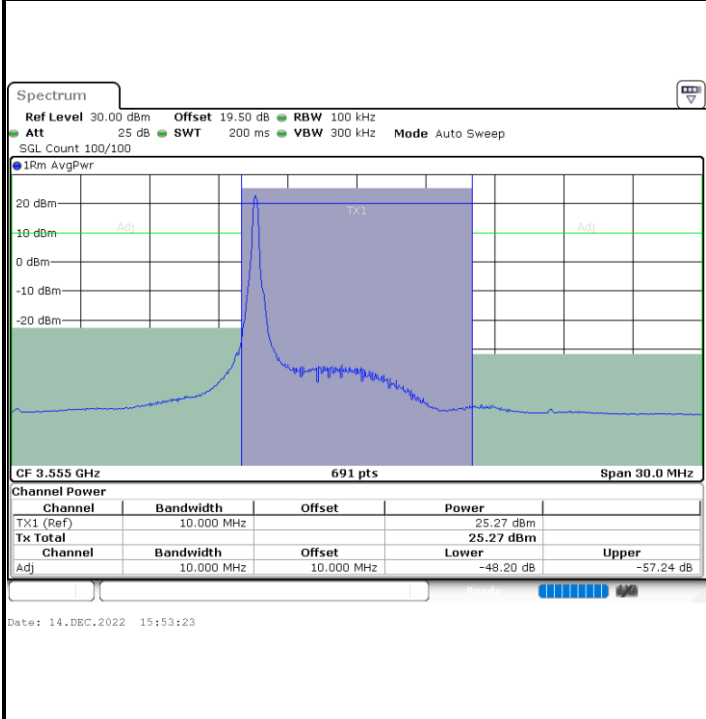 Spectrum
Ref Level 30.00 dBm Offset 19.50 dB RBW 100 kHz
Att 25 dB SWT 200 ms VBW 300 kHz Mode Auto Sweep
SGL Count 100/100
1Rm AvgPwr
20 dBm
TX1
Adj
Adj
10 dBm
0 dBm
-10 dBm
-20 dBm
CF 3.555 GHz 691 pts Span 30.0 MHz
Channel Power
Channel Bandwidth Offset Power
TX1 (Ref) 10.000 MHz 25.27 dBm
Tx Total 25.27 dBm
Channel Bandwidth Offset Lower Upper
Adj 10.000 MHz 10.000 MHz -48.20 dB -57.24 dB
Ready
Date: 14.DEC.2022 15:53:23